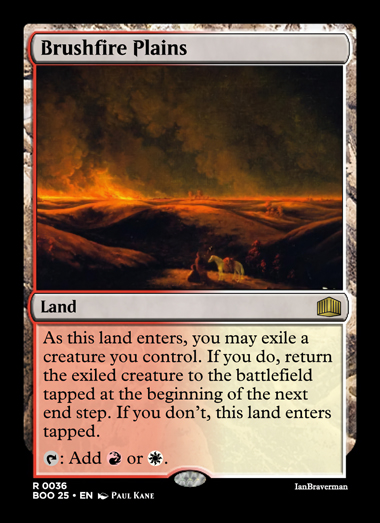 Brushfire Plains
Land
As this land enters, you may exile a
creature you control. If you do, return
the exiled creature to the battlefield
tapped at the beginning of the next
end step. If you don't, this land enters
tapped.
: Add or .
R 0036
BOO 25 • EN Paul Kane
IanBraverman